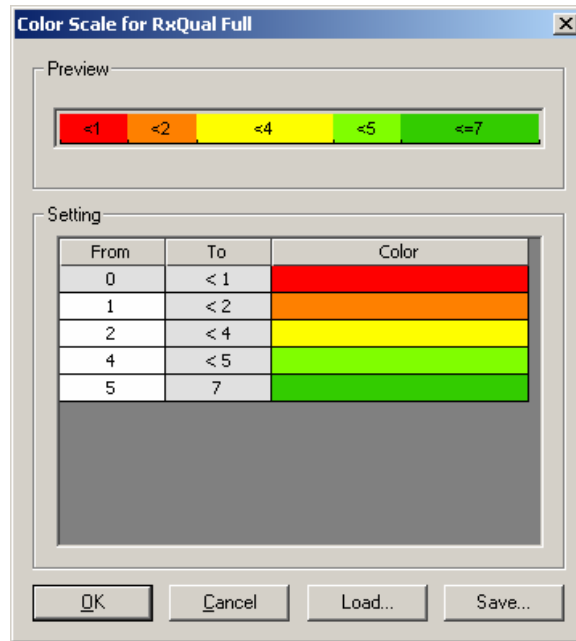 Color Scale for RxQual Full
Preview
<1 <2 <4 <5 <=7
Setting
From To Color
0 < 1
1 < 2
2 < 4
4 < 5
5 7
OK Cancel Load... Save...